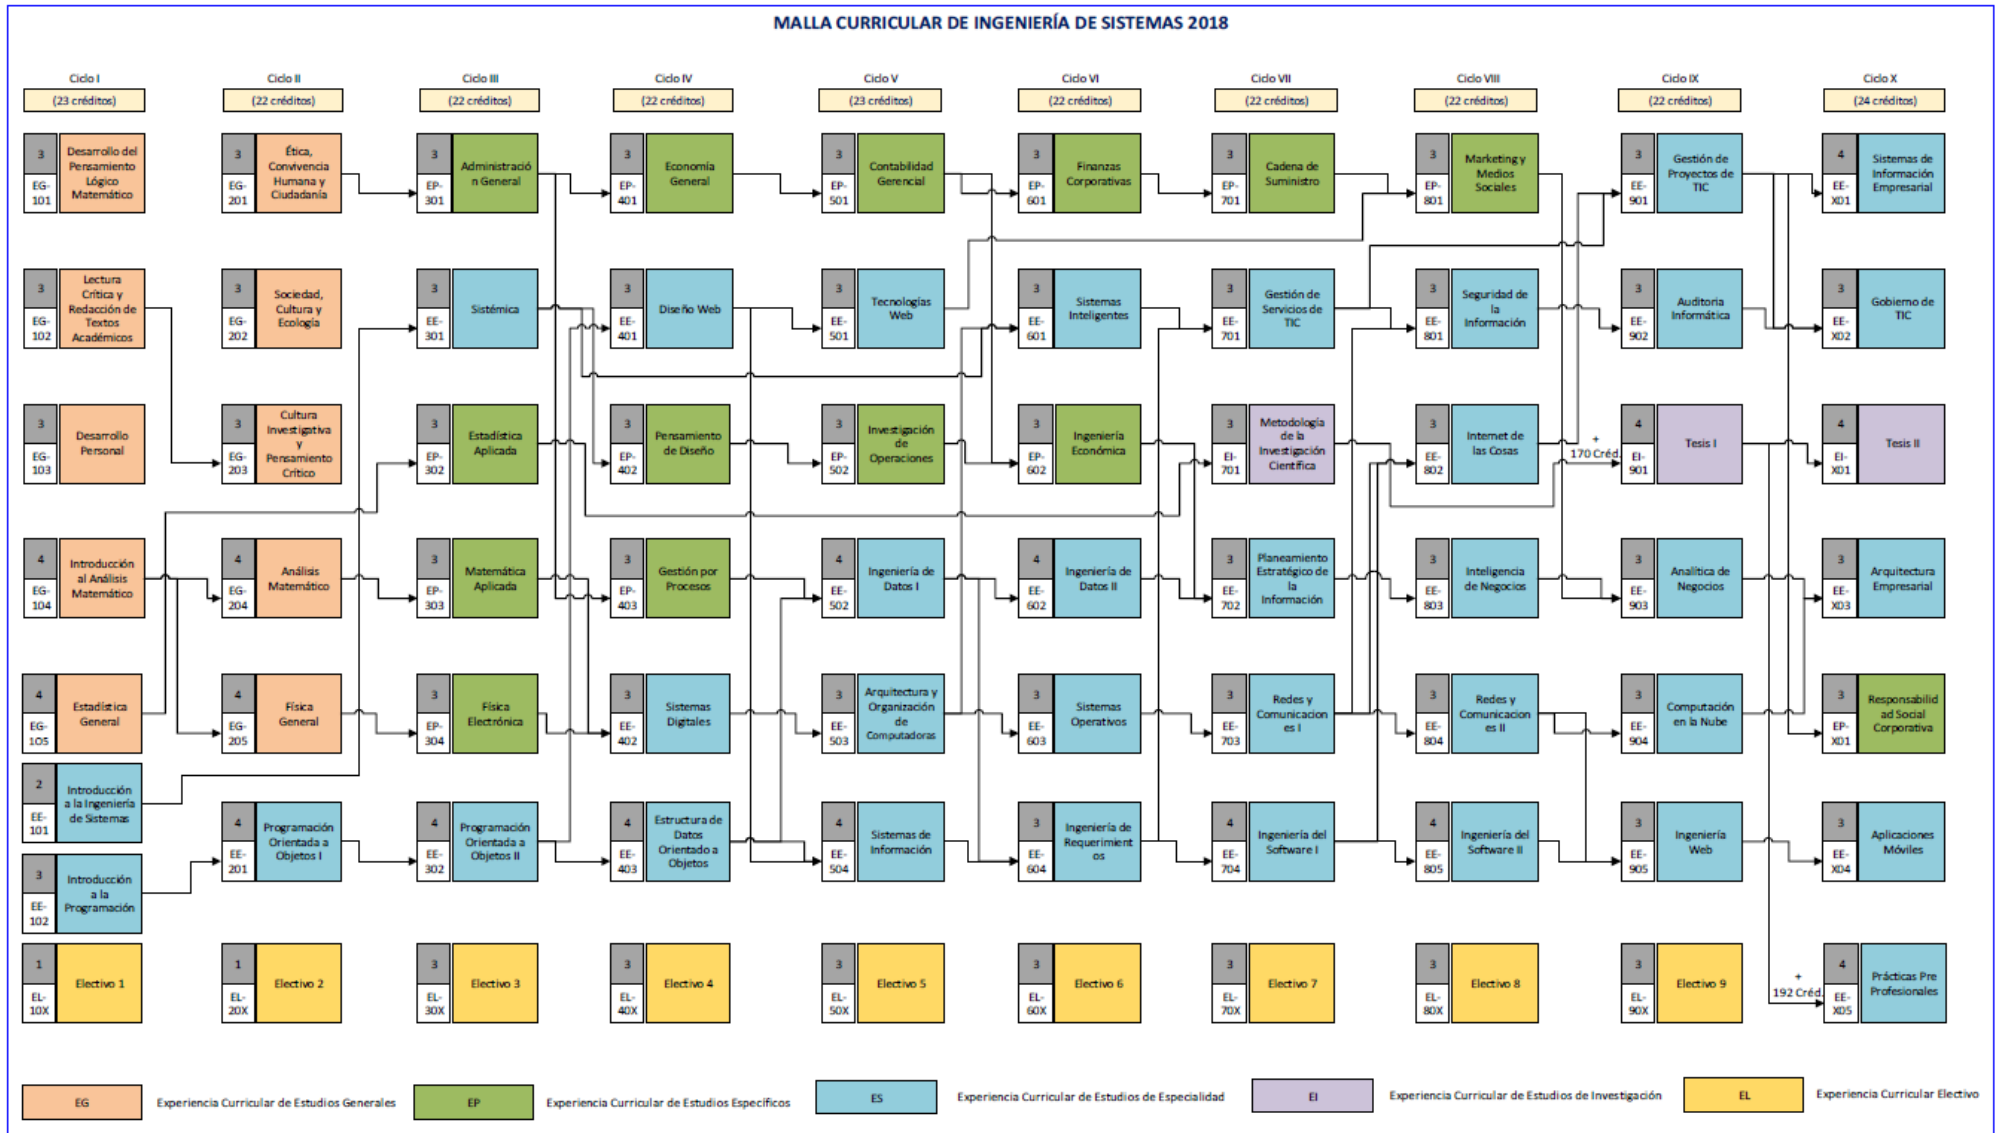 MALLA CURRICULAR DE INGENIERÍA DE SISTEMAS 2018
Ciclo I
(23 créditos)
3
EG-
101
Desarrollo del
Pensamiento
Lógico
Matemático
3
EG-
102
Lectura
Crítica y
Redacción de
Textos
Académicos
3
EG-
103
Desarrollo
Personal
4
EG-
104
Introducción
al Análisis
Matemático
4
EG-
105
Estadística
General
2
EE-
101
Introducción
a la Ingeniería
de Sistemas
3
EE-
102
Introducción
a la
Programación
1
EL-
10X
Electivo 1
Ciclo II
(22 créditos)
3
EG-
201
Ética,
Convivencia
Humana y
Ciudadanía
3
EG-
202
Sociedad,
Cultura y
Ecología
3
EG-
203
Cultura
Investigativa
y
Pensamiento
Crítico
4
EG-
204
Análisis
Matemático
4
EG-
205
Física
General
4
EE-
201
Programación
Orientada a
Objetos I
1
EL-
20X
Electivo 2
Ciclo III
(22 créditos)
3
EP-
301
Administració
n General
3
EE-
301
Sistémica
3
EP-
302
Estadística
Aplicada
3
EP-
303
Matemática
Aplicada
3
EP-
304
Física
Electrónica
4
EE-
302
Programación
Orientada a
Objetos II
3
EL-
30X
Electivo 3
Ciclo IV
(22 créditos)
3
EP-
401
Economía
General
3
EE-
401
Diseño Web
3
EP-
402
Pensamiento
de Diseño
3
EP-
403
Gestión por
Procesos
3
EE-
402
Sistemas
Digitales
4
EE-
403
Estructura de
Datos
Orientado a
Objetos
3
EL-
40X
Electivo 4
Ciclo V
(23 créditos)
3
EP-
501
Contabilidad
Gerencial
3
EE-
501
Tecnologías
Web
3
EP-
502
Investigación
de
Operaciones
4
EE-
502
Ingeniería de
Datos I
3
EE-
503
Arquitectura y
Organización
de
Computadoras
4
EE-
504
Sistemas de
Información
3
EL-
50X
Electivo 5
Ciclo VI
(22 créditos)
3
EP-
601
Finanzas
Corporativas
3
EE-
601
Sistemas
Inteligentes
3
EP-
602
Ingeniería
Económica
4
EE-
602
Ingeniería de
Datos II
3
EE-
603
Sistemas
Operativos
3
EE-
604
Ingeniería de
Requerimient
os
3
EL-
60X
Electivo 6
Ciclo VII
(22 créditos)
3
EP-
701
Cadena de
Suministro
3
EE-
701
Gestión de
Servicios de
TIC
3
EI-
701
Metodología
de la
Investigación
Científica
3
EE-
702
Planeamiento
Estratégico de
la
Información
3
EE-
703
Redes y
Comunicacion
es I
4
EE-
704
Ingeniería del
Software I
3
EL-
70X
Electivo 7
Ciclo VIII
(22 créditos)
3
EP-
801
Marketing y
Medios
Sociales
3
EE-
801
Seguridad de
la
Información
3
EE-
802
Internet de
las Cosas
3
EE-
803
Inteligencia
de Negocios
3
EE-
804
Redes y
Comunicacion
es II
4
EE-
805
Ingeniería del
Software II
3
EL-
80X
Electivo 8
Ciclo IX
(22 créditos)
3
EE-
901
Gestión de
Proyectos de
TIC
3
EE-
902
Auditoria
Informática
+
170 Créd.
4
EI-
901
Tesis I
3
EE-
903
Analítica de
Negocios
3
EE-
904
Computación
en la Nube
3
EE-
905
Ingeniería
Web
3
EL-
90X
Electivo 9
Ciclo X
(24 créditos)
4
EE-
X01
Sistemas de
Información
Empresarial
3
EE-
X02
Gobierno de
TIC
4
EI-
X01
Tesis II
3
EE-
X03
Arquitectura
Empresarial
3
EP-
X01
Responsabilid
ad Social
Corporativa
3
EE-
X04
Aplicaciones
Móviles
+
192 Créd.
4
EE-
X05
Prácticas Pre
Profesionales
EG
Experiencia Curricular de Estudios Generales
EP
Experiencia Curricular de Estudios Específicos
ES
Experiencia Curricular de Estudios de Especialidad
EI
Experiencia Curricular de Estudios de Investigación
EL
Experiencia Curricular Electivo